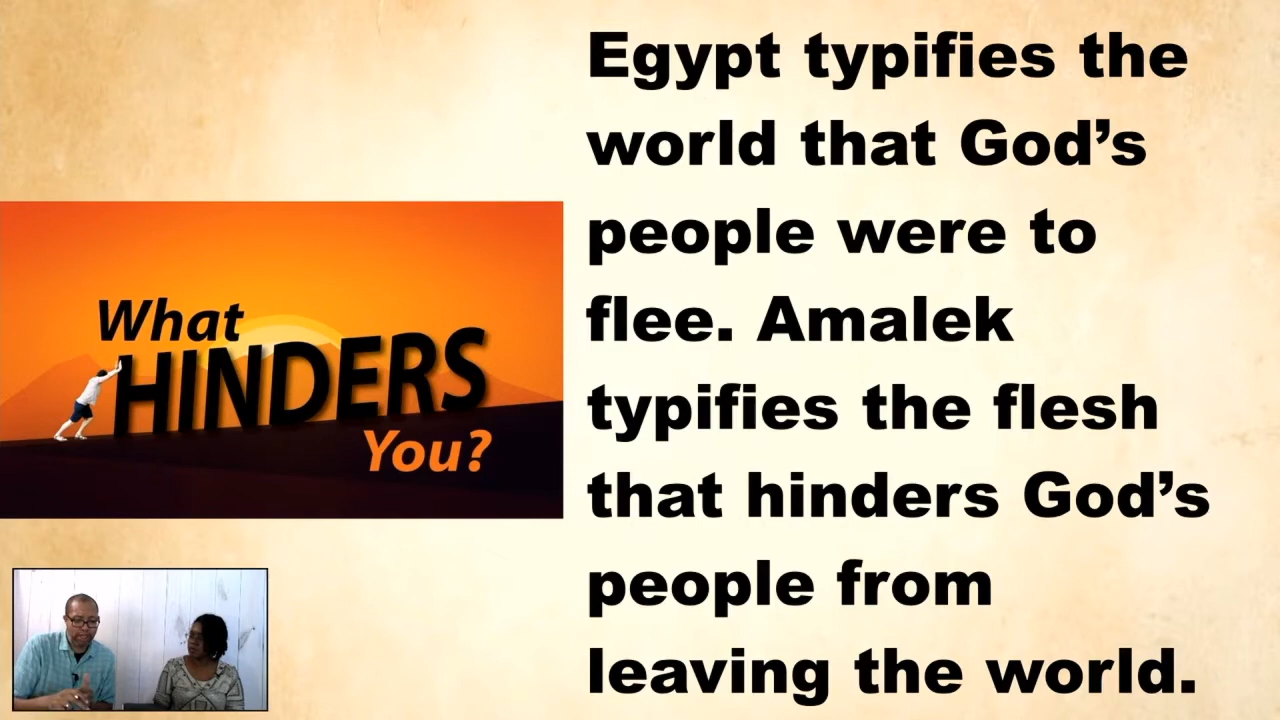 What
HINDERS
You?
Egypt typifies the
world that God’s
people were to
flee. Amalek
typifies the flesh
that hinders God’s
people from
leaving the world.